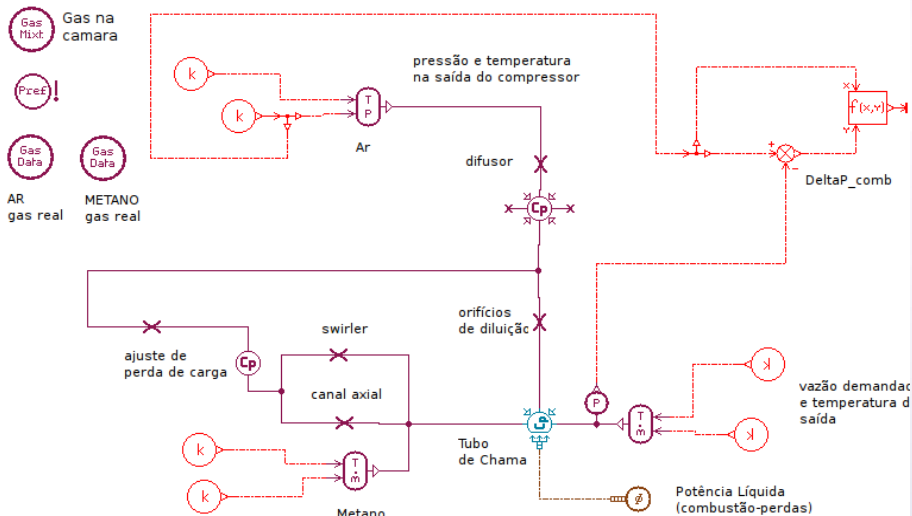 Gas
Mixt
Gas na
camara
Pref!
Gas
Data
Gas
Data
AR
gas real
METANO
gas real
k
k
T
P
Ar
pressão e temperatura
na saída do compressor
difusor
Cp
X
Y
f(x,Y)
+
-
DeltaP_comb
orifícios
de diluição
swirler
ajuste de
perda de carga
Cp
canal axial
k
k
T
m
Metano
Cp
Tubo
de Chama
P
T
m
k
k
vazão demandad
e temperatura d
saída
Potência Líquida
(combustão-perdas)